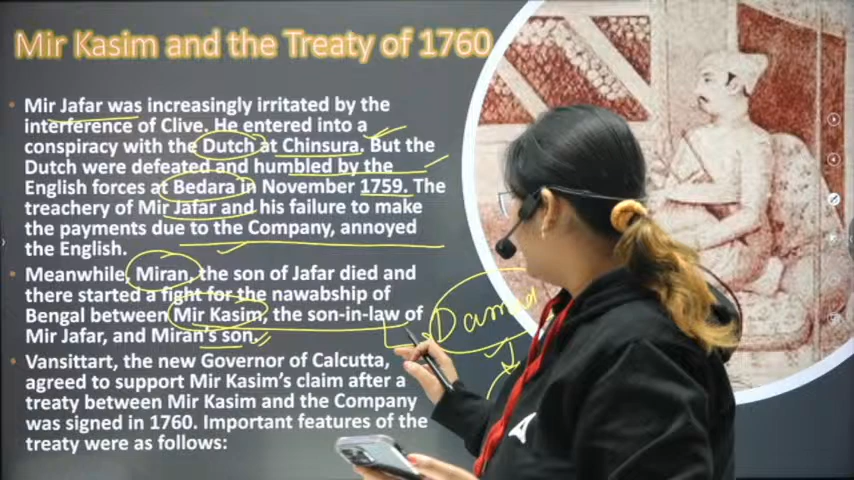 Mir Kasim and the Treaty of 1760
• Mir Jafar was increasingly irritated by the
interference of Clive. He entered into a
conspiracy with the Dutch at Chinsura. But the
Dutch were defeated and humbled by the
English forces at Bedara in November 1759. The
treachery of Mir Jafar and his failure to make
the payments due to the Company, annoyed
the English.
• Meanwhile, Miran, the son of Jafar died and
there started a fight for the nawabship of
Bengal between Mir Kasim, the son-in-law of
Mir Jafar, and Miran's son.
• Vansittart, the new Governor of Calcutta,
agreed to support Mir Kasim's claim after a
treaty between Mir Kasim and the Company
was signed in 1760. Important features of the
treaty were as follows: